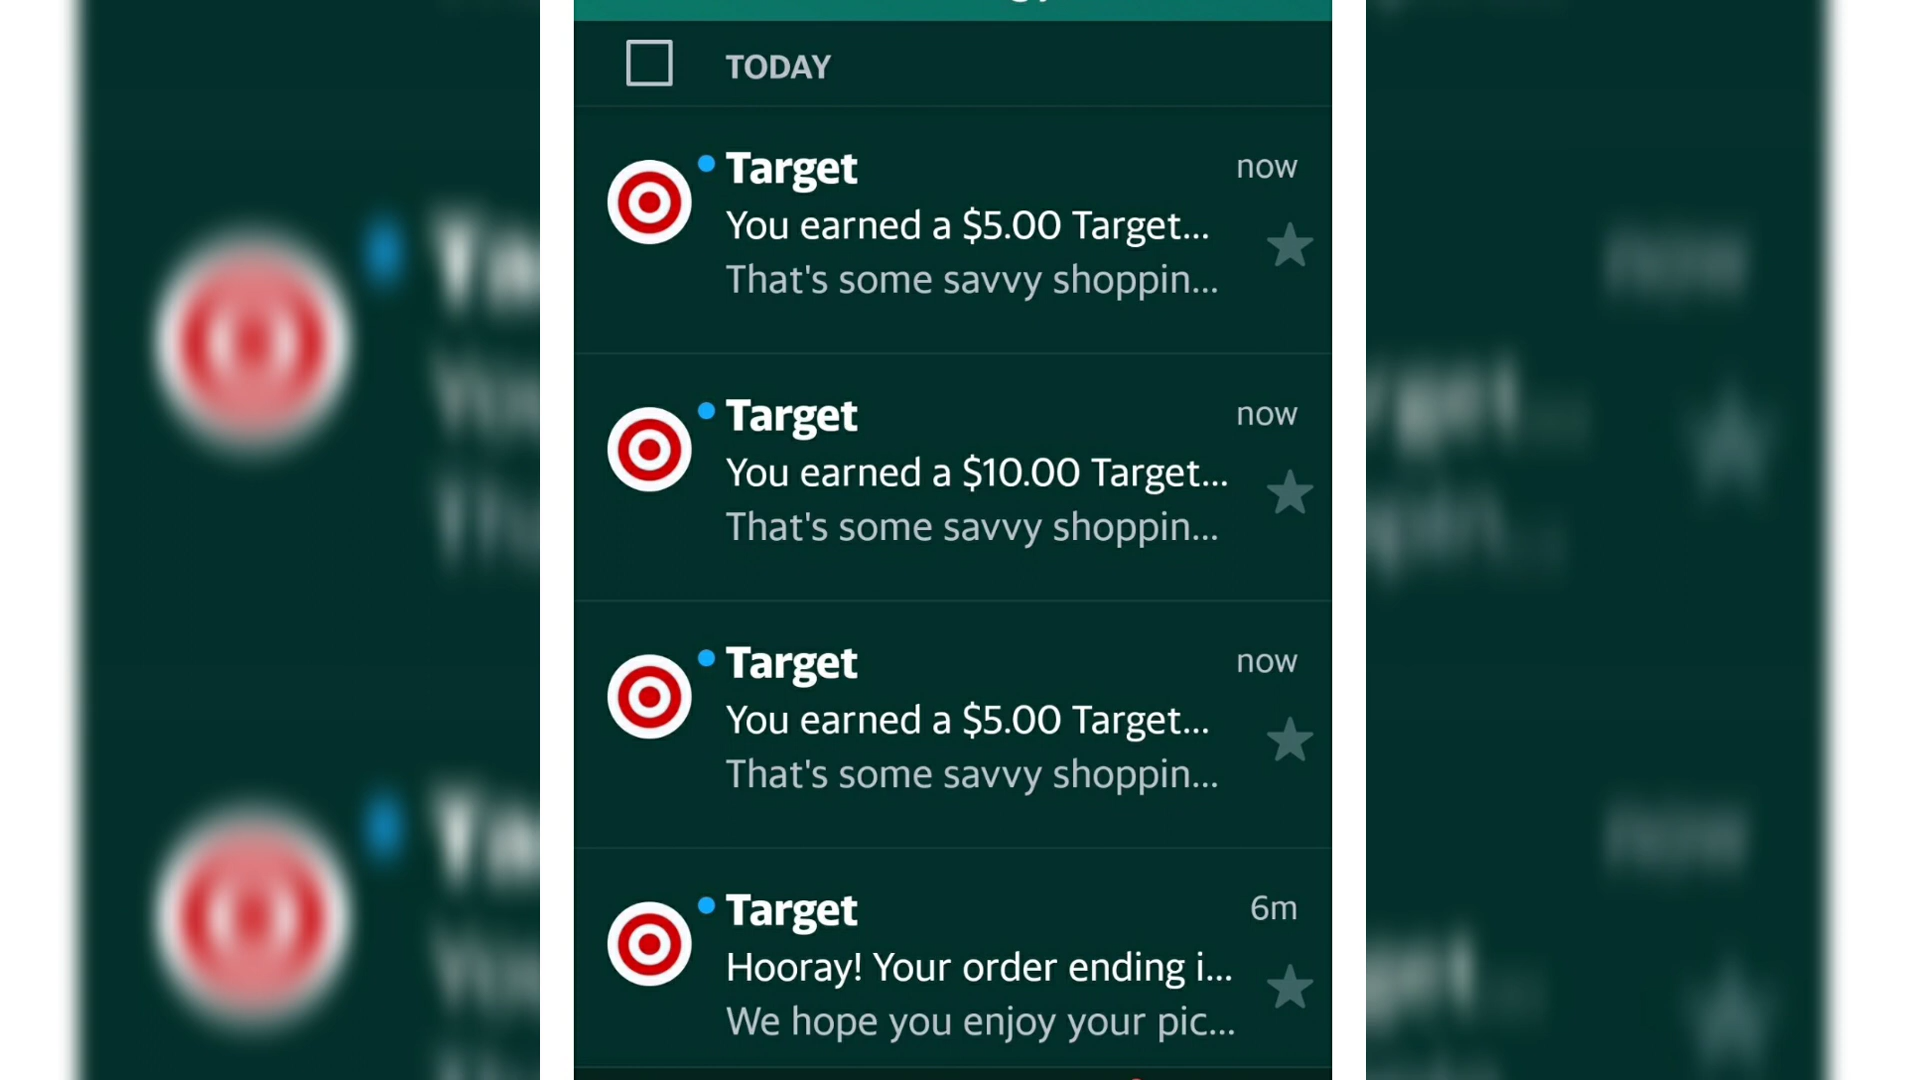 TODAY
Target
now
You earned a $5.00 Target...
That's some savvy shoppin...
Target
now
You earned a $10.00 Target...
That's some savvy shoppin...
Target
now
You earned a $5.00 Target...
That's some savvy shoppin...
Target
6m
Hooray! Your order ending i...
We hope you enjoy your pic...